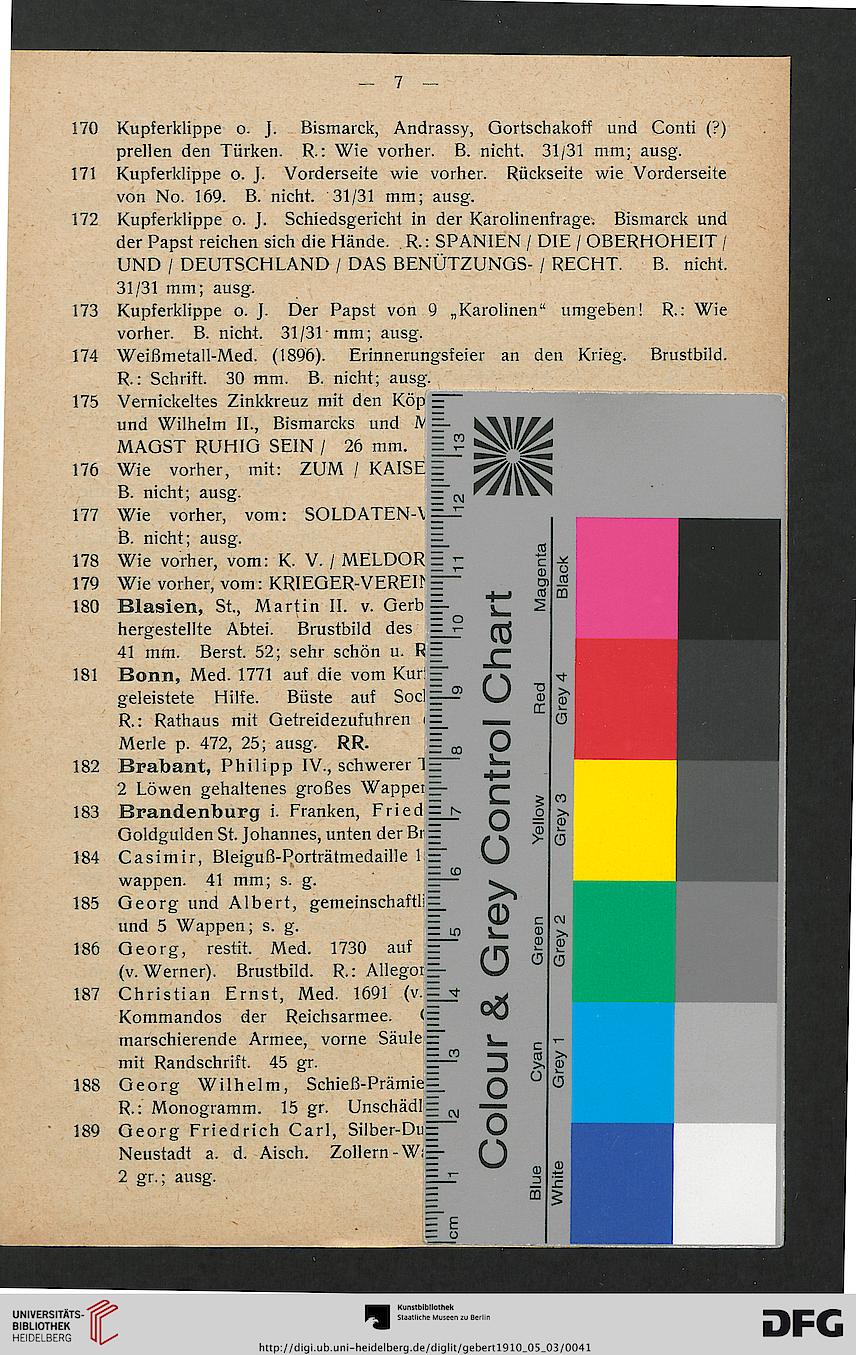 — 7 —
170 Kupferklippe o. J. Bismarck, Andrassy, Gortschakoff und Conti (?)
prellen den Türken. R.: Wie vorher. B. nicht. 31/31 mm; ausg.
171 Kupferklippe o. J. Vorderseite wie vorher. Rückseite wie Vorderseite
von No. 169. B. nicht. 31/31 mm; ausg.
172 Kupferklippe o. J. Schiedsgericht in der Karolinenfrage. Bismarck und
der Papst reichen sich die Hände. R.: SPANIEN / DIE / OBERHOHEIT /
UND / DEUTSCHLAND / DAS BENÜTZUNGS- / RECHT. B. nicht.
31/31 mm; ausg.
173 Kupferklippe o. J. Der Papst von 9 „Karolinen“ umgeben! R.: Wie
vorher. B. nicht. 31/31 mm; ausg.
174 Weißmetall-Med. (1896). Erinnerungsfeier an den Krieg. Brustbild.
R.: Schrift. 30 mm. B. nicht; ausg.
175 Vernickeltes Zinkkreuz mit den Köp
und Wilhelm II., Bismarcks und
MAGST RUHIG SEIN / 26 mm.
176 Wie vorher, mit: ZUM / KAISE
B. nicht; ausg.
177 Wie vorher, vom: SOLDATEN-
B. nicht; ausg.
178 Wie vorher, vom: K. V. / MELDOR
179 Wie vorher, vom: KRIEGER-VEREIN
180 Blasien, St., Martin II. v. Gerb
hergestellte Abtei. Brustbild des
41 mm. Berst. 52; sehr schön u. R
181 Bonn, Med. 1771 auf die vom Kur
geleistete Hilfe. Büste auf Soc
R.: Rathaus mit Getreidezufuhren
Merle p. 472, 25; ausg. RR.
182 Brabant, Philipp IV., schwerer
2 Löwen gehaltenes großes Wappen
183 Brandenburg i. Franken, Fried
Goldgulden St. Johannes, unten der Br
184 Casimir, Bleiguß-Porträtmedaille
wappen. 41 mm; s. g.
185 Georg und Albert, gemeinschaftli
und 5 Wappen; s. g.
186 Georg, restit. Med. 1730 auf
(v. Werner). Brustbild. R.: Allegor
187 Christian Ernst, Med. 1691 (v.
Kommandos der Reichsarmee.
marschierende Armee, vorne Säule
mit Randschrift. 45 gr.
188 Georg Wilhelm, Schieß-Prämie
R.: Monogramm. 15 gr. Unschädl
189 Georg Friedrich Carl, Silber-Du
Neustadt a. d. Aisch. Zollern-W
2 gr.; ausg.
Colour & Grey Control Chart
Blue Cyan Green Yellow Red Magenta
White Grey 1 Grey 2 Grey 3 Grey 4 Black
cm 1 2 3 4 5 6 7 8 9 10 11 12 13
UNIVERSITÄTS-
BIBLIOTHEK
HEIDELBERG
Kunstbibliothek
Staatliche Museen zu Berlin
DFG
http://digi.ub.uni-heidelberg.de/diglit/gebert1910_05_03/0041